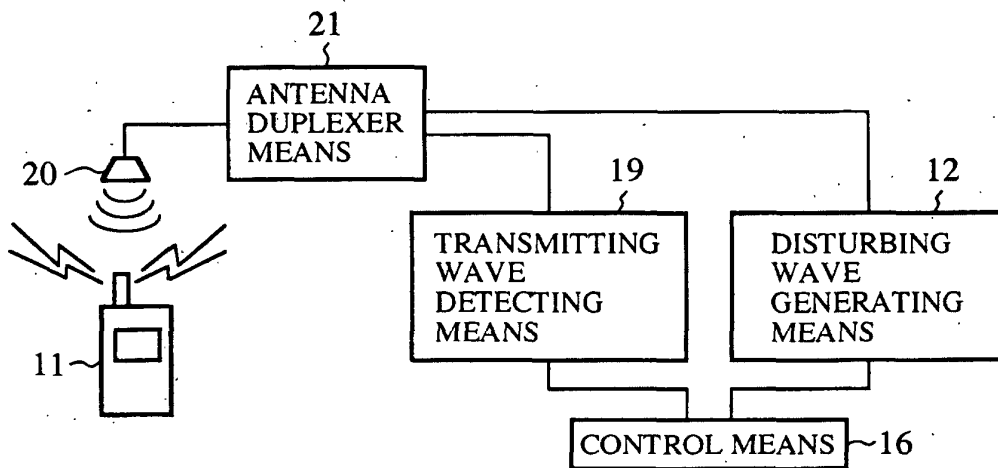 21
ANTENNA
DUPLEXER
MEANS
20
19
12
TRANSMITTING
WAVE
DETECTING
MEANS
DISTURBING
WAVE
GENERATING
MEANS
11
CONTROL MEANS
16